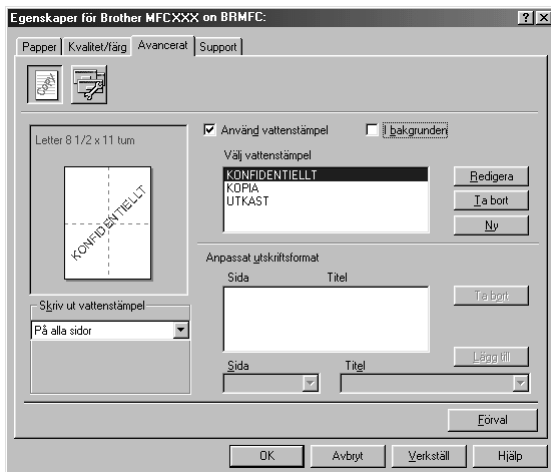 Egenskaper för Brother MFCXXX on BRMFC:
Papper Kvalitet/färg Avancerat Support
COPY
Letter 8 1/2 x 11 tum
KONFIDENTIELLT
Skriv ut vattenstämpel
På alla sidor
Använd vattenstämpel I bakgrunden
Välj vattenstämpel
KONFIDENTIELLT
KOPIA
UTKAST
Redigera
Ta bort
Ny
Anpassat utskriftsformat
Sida Titel
Ta bort
Lägg till
Sida Titel
Förval
OK Avbryt Verkställ Hjälp